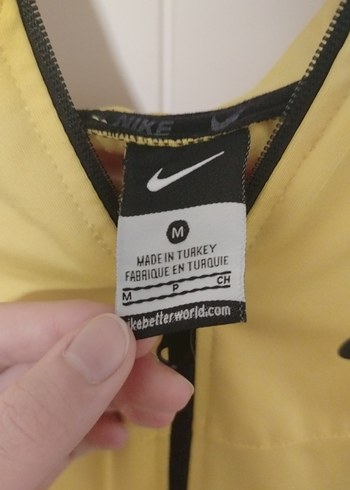 NIKE
M
MADE IN TURKEY
FABRIQUE EN TURQUIE
M P CH
ikebetterworld.com